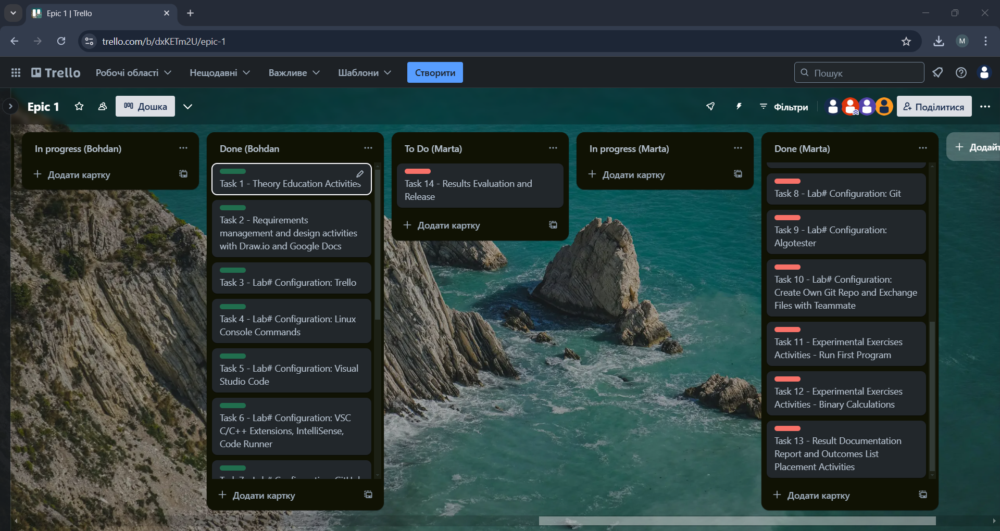 Epic 1 | Trello
trello.com/b/dxKETm2U/epic-1
M
Trello
Робочі області
Нещодавні
Важливе
Шаблони
Створити
Пошук
Epic 1
Дошка
Фільтри
Поділитися
In progress (Bohdan)
Додати картку
Done (Bohdan
Task 1 - Theory Education Activities
Task 2 - Requirements
management and design activities
with Draw.io and Google Docs
Task 3 - Lab# Configuration: Trello
Task 4 - Lab# Configuration: Linux
Console Commands
Task 5 - Lab# Configuration: Visual
Studio Code
Task 6 - Lab# Configuration: VSC
C/C++ Extensions, IntelliSense,
Code Runner
Додати картку
To Do (Marta)
Task 14 - Results Evaluation and
Release
Додати картку
In progress (Marta)
Додати картку
Done (Marta)
Task 8 - Lab# Configuration: Git
Task 9 - Lab# Configuration:
Algotester
Task 10 - Lab# Configuration:
Create Own Git Repo and Exchange
Files with Teammate
Task 11 - Experimental Exercises
Activities - Run First Program
Task 12 - Experimental Exercises
Activities - Binary Calculations
Task 13 - Result Documentation
Report and Outcomes List
Placement Activities
Додати картку